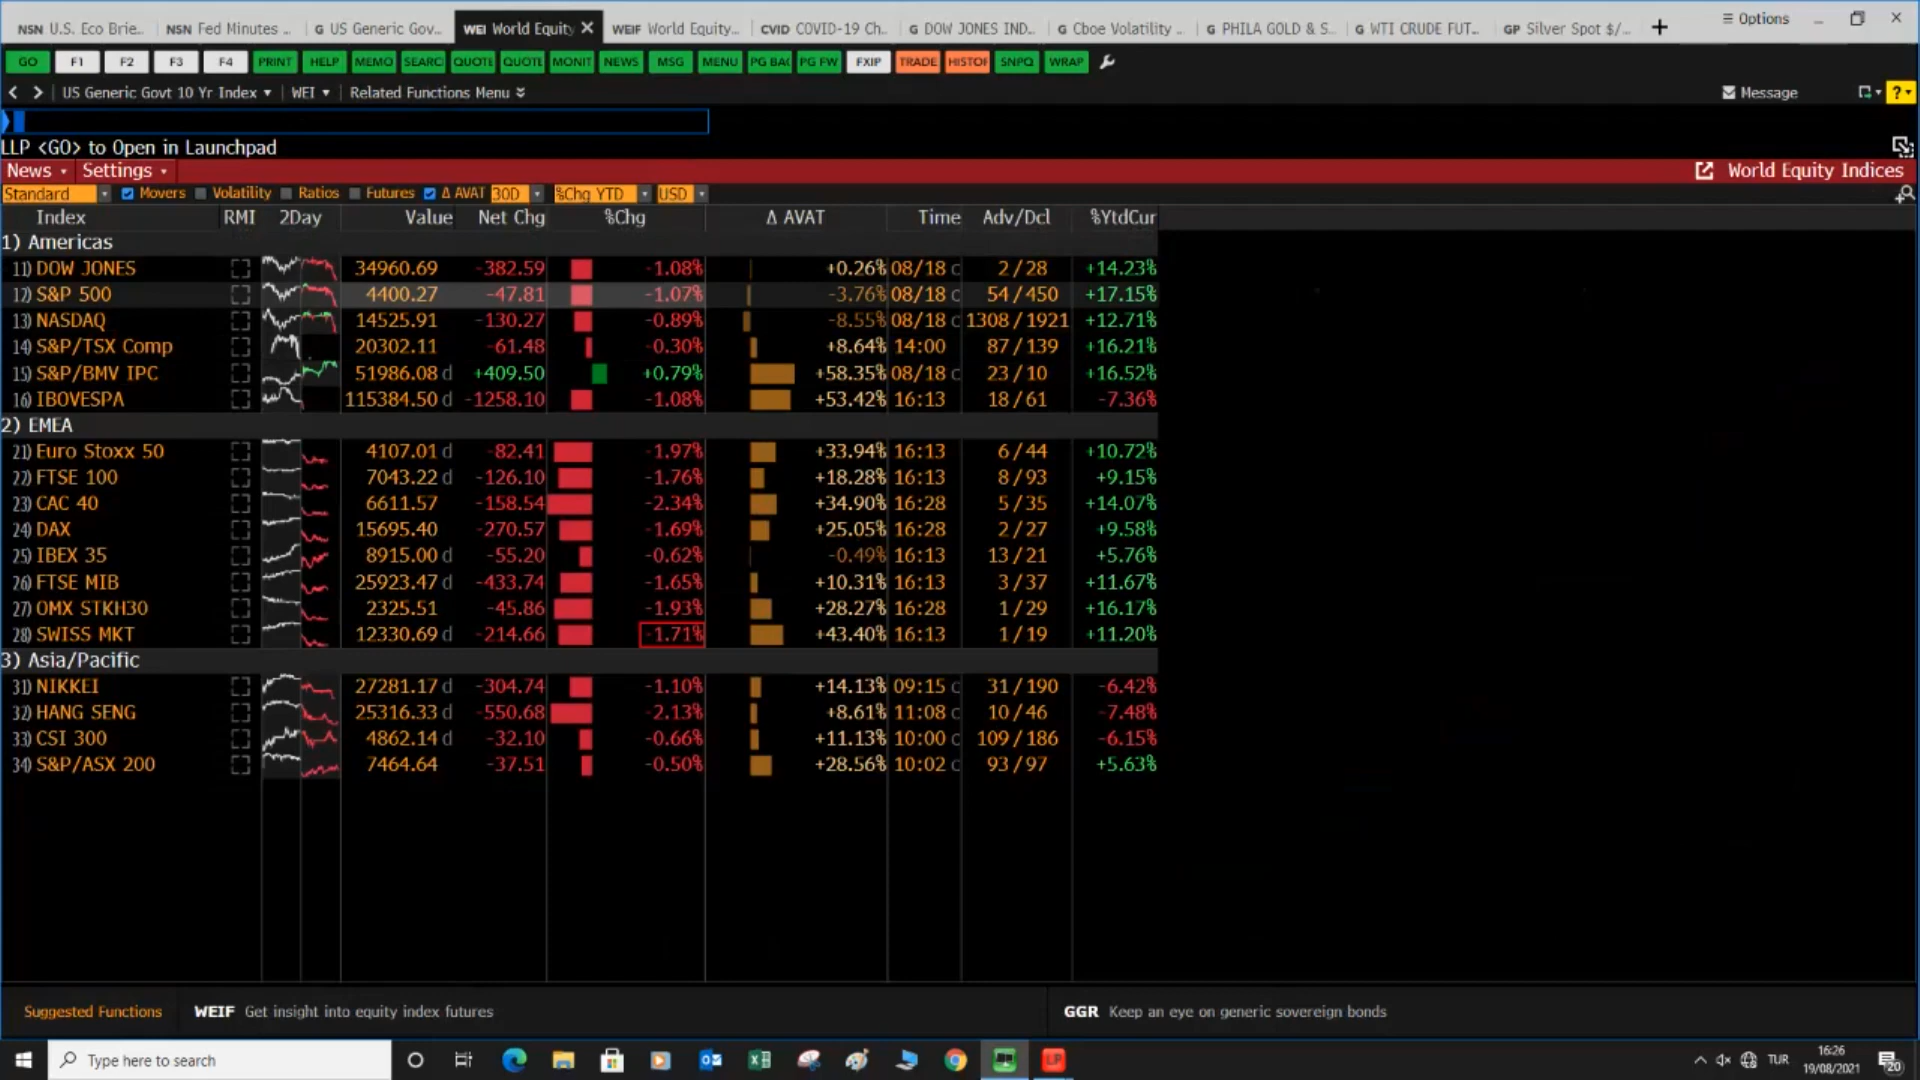 NSN U.S. Eco Brie... NSN Fed Minutes ... G US Generic Gov... WEI World Equity × WEIF World Equity... CVID COVID-19 Ch... G DOW JONES IND... G Cboe Volatility ... G PHILA GOLD & S... G WTI CRUDE FUT... GP Silver Spot $/... + Options
GO F1 F2 F3 F4 PRINT HELP MEMO SEARC QUOTE QUOTE MONIT NEWS MSG MENU PG BAC PG FW FXIP TRADE HISTOF SNPQ WRAP
< > US Generic Govt 10 Yr Index WEI Related Functions Menu Message ?
LLP <GO> to Open in Launchpad
News Settings World Equity Indices
Standard Movers Volatility Ratios Futures Δ AVAT 30D %Chg YTD USD
Index RMI 2Day Value Net Chg %Chg Δ AVAT Time Adv/Dcl %YtdCur
1) Americas
11) DOW JONES 34960.69 -382.59 -1.08% +0.26% 08/18 c 2/28 +14.23%
12) S&P 500 4400.27 -47.81 -1.07% -3.76% 08/18 c 54/450 +17.15%
13) NASDAQ 14525.91 -130.27 -0.89% -8.55% 08/18 c 1308/1921 +12.71%
14) S&P/TSX Comp 20302.11 -61.48 -0.30% +8.64% 14:00 87/139 +16.21%
15) S&P/BMV IPC 51986.08 d +409.50 +0.79% +58.35% 08/18 c 23/10 +16.52%
16) IBOVESPA 115384.50 d -1258.10 -1.08% +53.42% 16:13 18/61 -7.36%
2) EMEA
21) Euro Stoxx 50 4107.01 d -82.41 -1.97% +33.94% 16:13 6/44 +10.72%
22) FTSE 100 7043.22 d -126.10 -1.76% +18.28% 16:13 8/93 +9.15%
23) CAC 40 6611.57 -158.54 -2.34% +34.90% 16:28 5/35 +14.07%
24) DAX 15695.40 -270.57 -1.69% +25.05% 16:28 2/27 +9.58%
25) IBEX 35 8915.00 d -55.20 -0.62% -0.49% 16:13 13/21 +5.76%
26) FTSE MIB 25923.47 d -433.74 -1.65% +10.31% 16:13 3/37 +11.67%
27) OMX STKH30 2325.51 -45.86 -1.93% +28.27% 16:28 1/29 +16.17%
28) SWISS MKT 12330.69 d -214.66 -1.71% +43.40% 16:13 1/19 +11.20%
3) Asia/Pacific
31) NIKKEI 27281.17 d -304.74 -1.10% +14.13% 09:15 c 31/190 -6.42%
32) HANG SENG 25316.33 d -550.68 -2.13% +8.61% 11:08 c 10/46 -7.48%
33) CSI 300 4862.14 d -32.10 -0.66% +11.13% 10:00 c 109/186 -6.15%
34) S&P/ASX 200 7464.64 -37.51 -0.50% +28.56% 10:02 c 93/97 +5.63%
Suggested Functions WEIF Get insight into equity index futures GGR Keep an eye on generic sovereign bonds
Type here to search LP TUR 16:26
19/08/2021 20